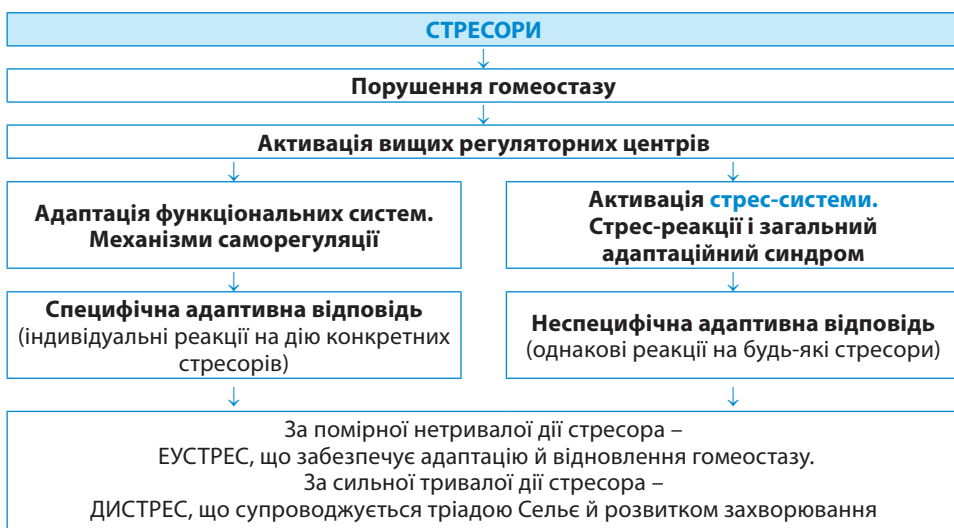 СТРЕСОРИ
↓
Порушення гомеостазу
↓
Активація вищих регуляторних центрів
↓ ↓
Адаптація функціональних систем.
Механізми саморегуляції
Активація стрес-системи.
Стрес-реакції і загальний
адаптаційний синдром
↓ ↓
Специфічна адаптивна відповідь
(індивідуальні реакції на дію конкретних
стресорів)
Неспецифічна адаптивна відповідь
(однакові реакції на будь-які стресори)
↓ ↓
За помірної нетривалої дії стресора –
ЕУСТРЕС, що забезпечує адаптацію й відновлення гомеостазу.
За сильної тривалої дії стресора –
ДИСТРЕС, що супроводжується тріадою Сельє й розвитком захворювання